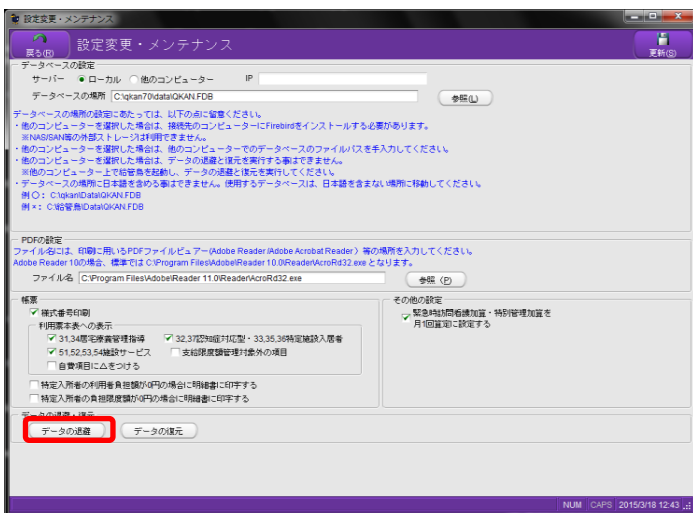 設定変更・メンテナンス
戻る(R)
設定変更・メンテナンス
更新(S)
データベースの設定
サーバー ローカル 他のコンピューター IP
データベースの場所 C:\qkan70\data\QKAN.FDB 参照(L)
データベースの場所の設定にあたっては、以下の点に留意ください。
・他のコンピューターを選択した場合は、接続先のコンピューターにFirebirdをインストールする必要があります。
※NAS/SAN等の外部ストレージは利用できません。
・他のコンピューターを選択した場合は、他のコンピューターでのデータベースのファイルパスを手入力してください。
・他のコンピューターを選択した場合は、データの退避と復元を実行する事はできません。
※他のコンピューター上で給管鳥を起動し、データの退避と復元を実行してください。
・データベースの場所に日本語を含める事はできません。使用するデータベースは、日本語を含まない場所に移動してください。
例○: C:\qkan\Data\QKAN.FDB
例×: C:\給管鳥\Data\QKAN.FDB
PDFの設定
ファイル名には、印刷に用いるPDFファイルビュアー(Adobe Reader /Adobe Acrobat Reader )等の場所を入力してください。
Adobe Reader 10の場合、標準では C:\Program Files\Adobe\Reader 10.0\Reader\AcroRd32.exe となります。
ファイル名 C:\Program Files\Adobe\Reader 11.0\Reader\AcroRd32.exe 参照 (P)
帳票
様式番号印刷
利用票本表への表示
31,34居宅療養管理指導 32,37認知症対応型・33,35,36特定施設入居者
51,52,53,54施設サービス 支給限度額管理対象外の項目
自費項目に△をつける
特定入所者の利用者負担額が0円の場合に明細書に印字する
特定入所者の負担限度額が0円の場合に明細書に印字する
その他の設定
緊急時訪問看護加算・特別管理加算を
月1回算定に設定する
データの退避・復元
データの退避 データの復元
NUM CAPS 2015/3/18 12:43